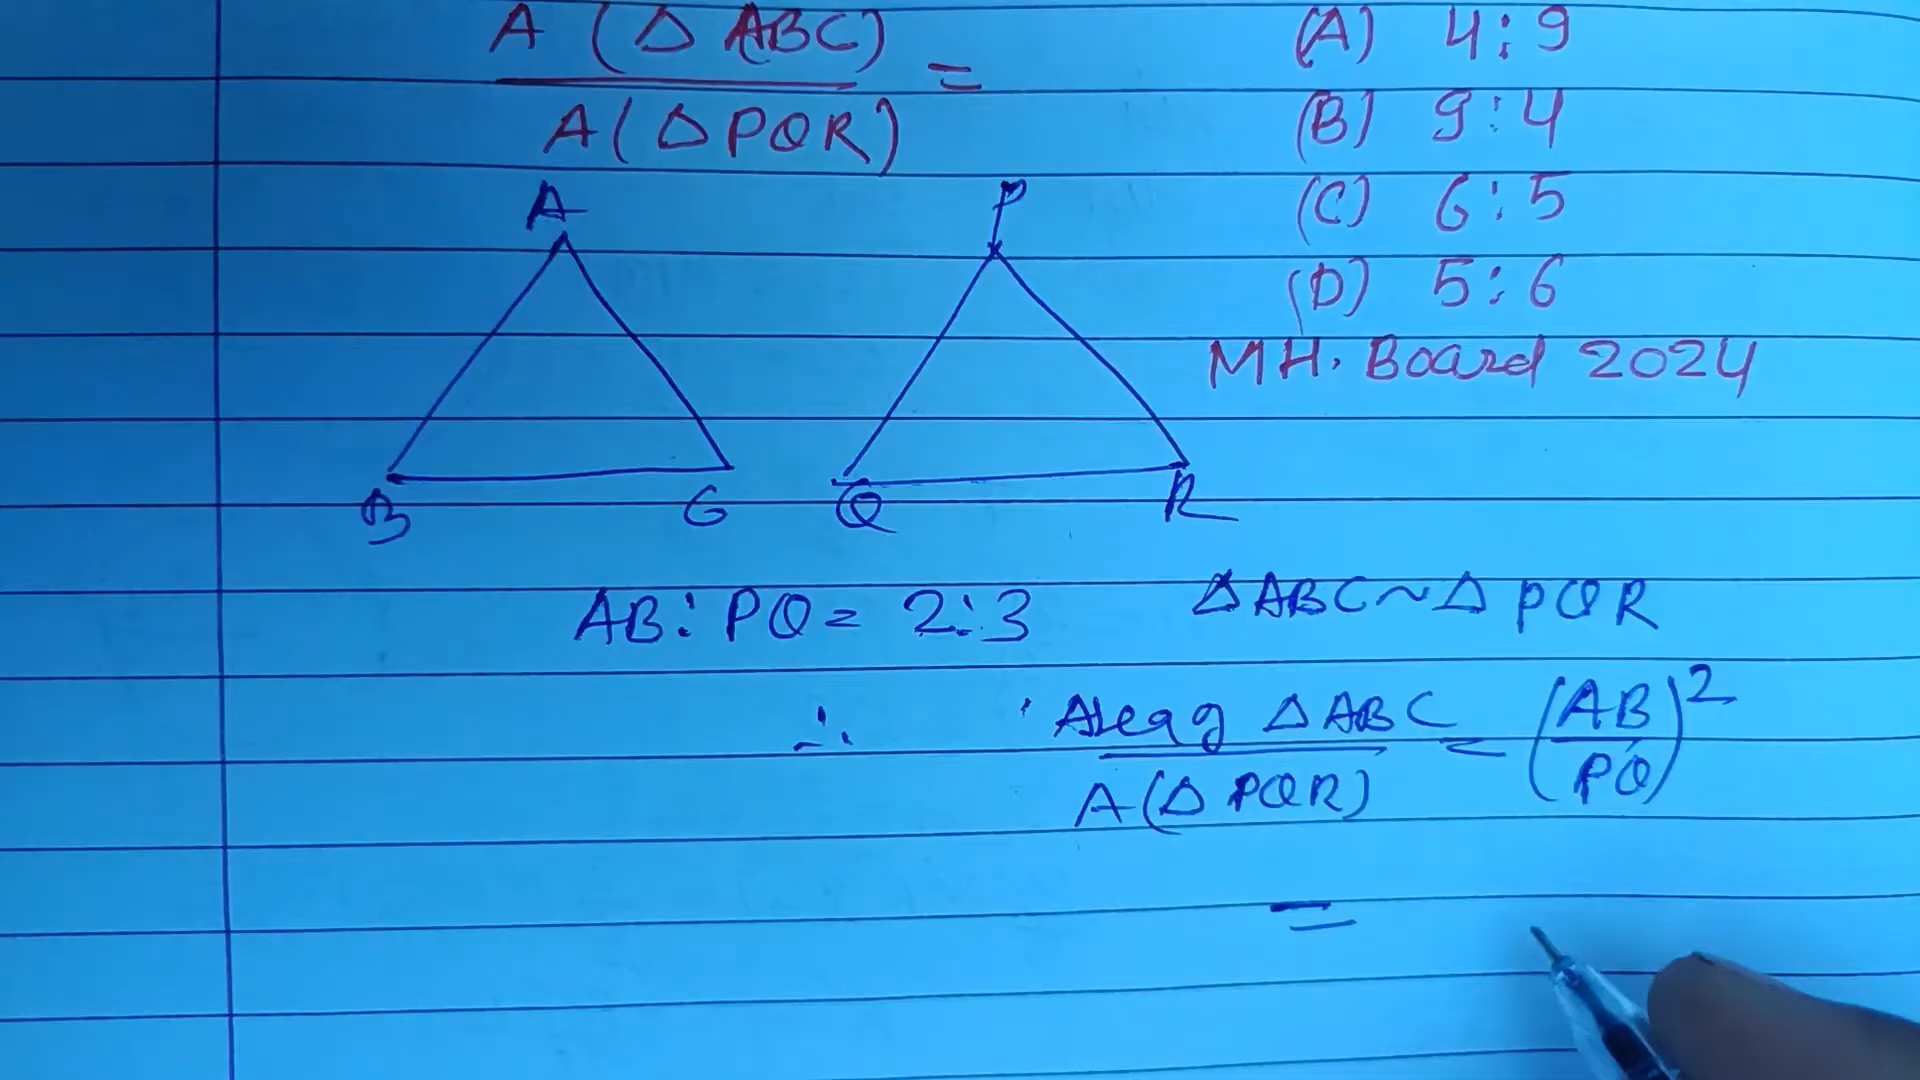 A (Δ ABC)
A(Δ PQR)
=
(A) 4:9
(B) 9:4
(C) 6:5
(D) 5:6
MH. Board 2024
A
P
B
C
Q
R
AB: PQ = 2:3
Δ ABC ~ Δ PQR
∴ Area of Δ ABC = (AB)²
A(Δ PQR) PQ
=